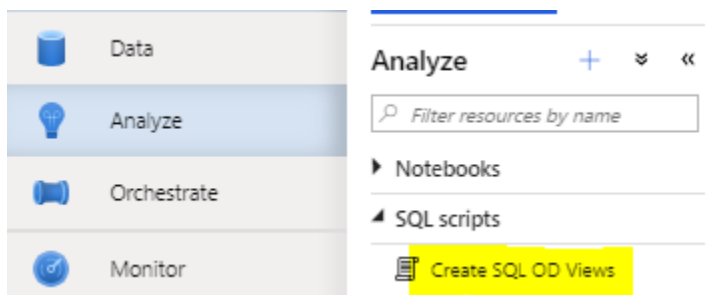 Data
Analyze
Orchestrate
Monitor
Analyze
Filter resources by name
Notebooks
SQL scripts
Create SQL OD Views